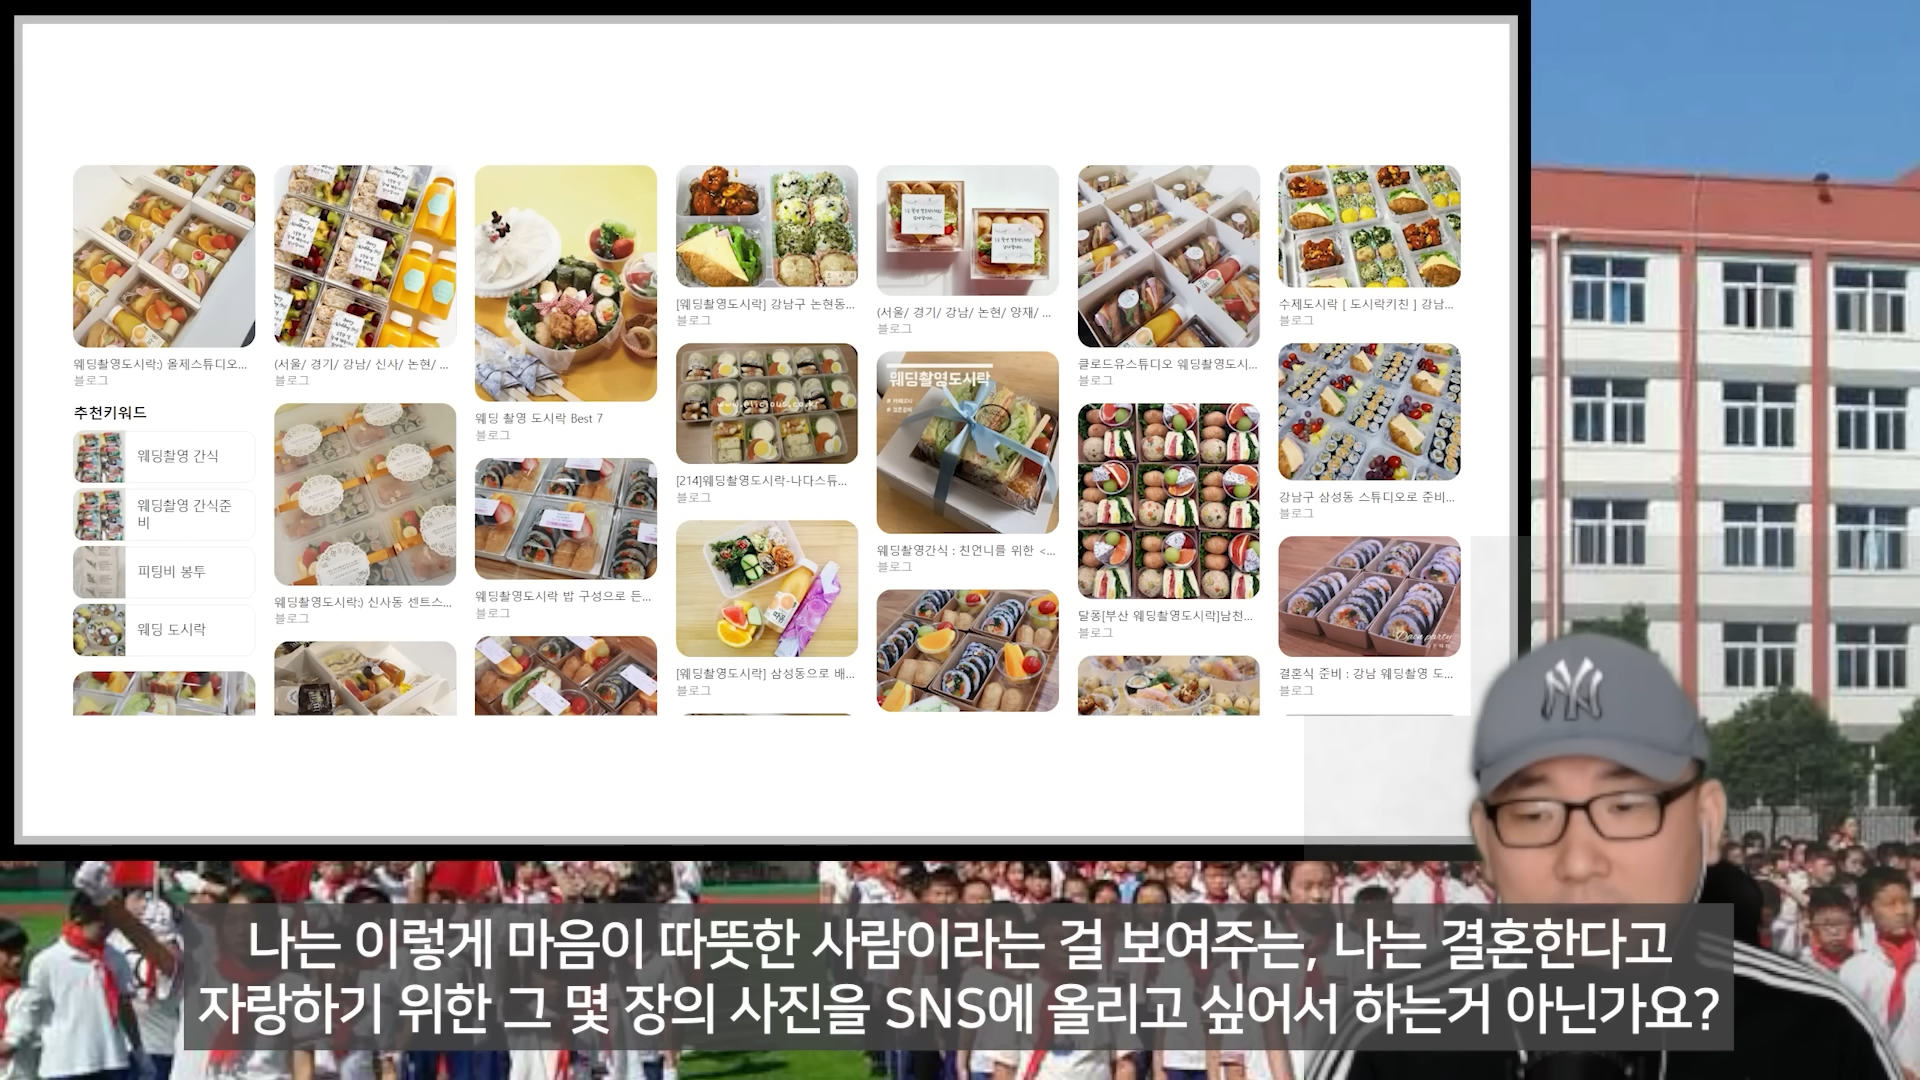 웨딩촬영도시락:) 올제스튜디오...
블로그
추천키워드
웨딩촬영 간식
웨딩촬영 간식준
비
피팅비 봉투
웨딩 도시락
(서울/ 경기/ 강남/ 신사/ 논현/ ...
블로그
웨딩촬영도시락:) 신사동 센트스...
블로그
웨딩 촬영 도시락 Best 7
블로그
웨딩촬영도시락 밥 구성으로 든...
블로그
[웨딩촬영도시락] 강남구 논현동...
블로그
www.elicious.co.kr
[214]웨딩촬영도시락-나다스튜...
블로그
[웨딩촬영도시락] 삼성동으로 배...
블로그
(서울/ 경기/ 강남/ 논현/ 양재/ ...
블로그
웨딩촬영도시락
웨딩촬영간식 : 친언니를 위한 <...
블로그
클로드유스튜디오 웨딩촬영도시...
블로그
달퐁[부산 웨딩촬영도시락]남천...
블로그
수제도시락 [ 도시락키친 ] 강남...
블로그
강남구 삼성동 스튜디오로 준비...
블로그
결혼식 준비 : 강남 웨딩촬영 도...
블로그
NY
나는 이렇게 마음이 따뜻한 사람이라는 걸 보여주는, 나는 결혼한다고
자랑하기 위한 그 몇 장의 사진을 SNS에 올리고 싶어서 하는거 아닌가요?